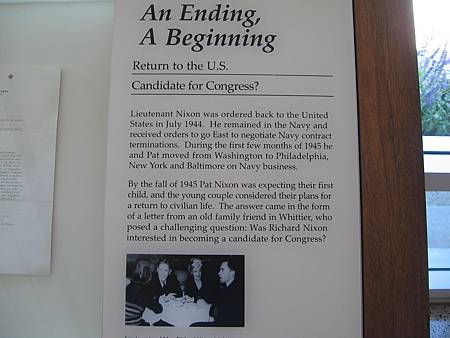 An Ending,
A Beginning
Return to the U.S.
Candidate for Congress?
Lieutenant Nixon was ordered back to the United
States in July 1944. He remained in the Navy and
received orders to go East to negotiate Navy contract
terminations. During the first few months of 1945 he
and Pat moved from Washington to Philadelphia,
New York and Baltimore on Navy business.
By the fall of 1945 Pat Nixon was expecting their first
child, and the young couple considered their plans for
a return to civilian life. The answer came in the form
of a letter from an old family friend in Whittier, who
posed a challenging question: Was Richard Nixon
interested in becoming a candidate for Congress?